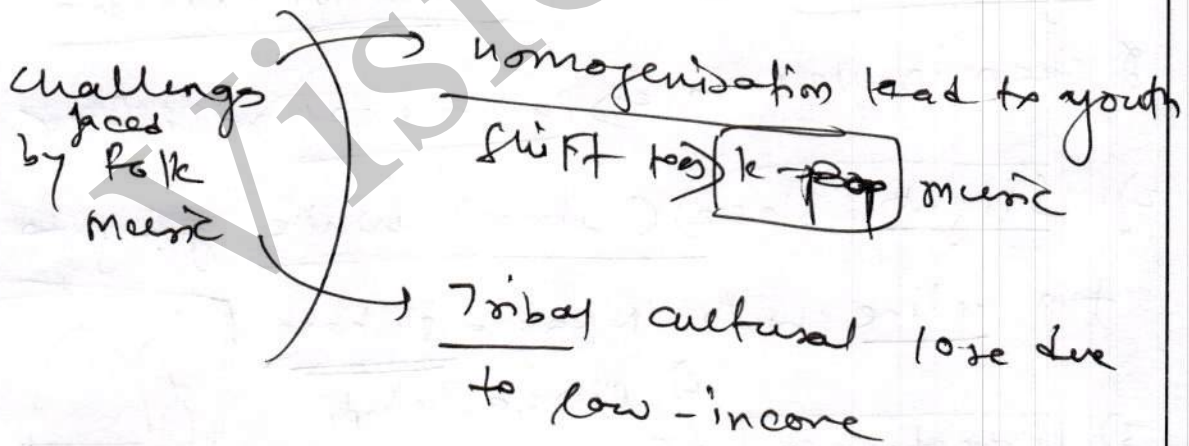 challenges
faced
by folk
music
Homogenisation lead to youth
shift to k-pop music
Tribal cultural lose due
to low-income
Visi